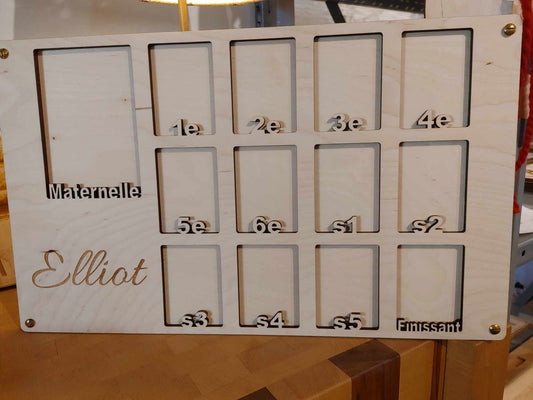 1e 2e 3e 4e
Maternelle
5e 6e s1 s2
Elliot
s3 s4 s5 Finissant